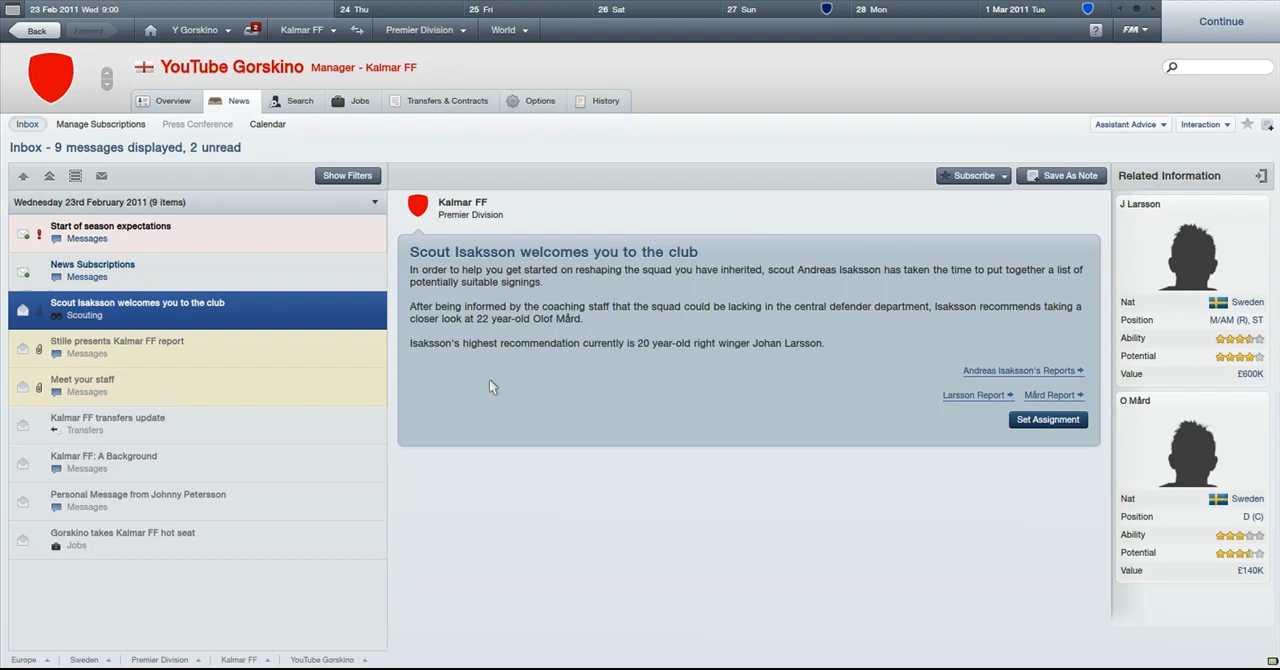 23 Feb 2011 Wed 9:00 24 Thu 25 Fri 26 Sat 27 Sun 28 Mon 1 Mar 2011 Tue
Back Forward Y Gorskino 2 Kalmar FF Premier Division World ? FM Continue
YouTube Gorskino Manager - Kalmar FF
Overview News Search Jobs Transfers & Contracts Options History
Inbox Manage Subscriptions Press Conference Calendar Assistant Advice Interaction
Inbox - 9 messages displayed, 2 unread
Show Filters Subscribe Save As Note Related Information
Wednesday 23rd February 2011 (9 items)
Start of season expectations
Messages
News Subscriptions
Messages
Scout Isaksson welcomes you to the club
Scouting
Stille presents Kalmar FF report
Messages
Meet your staff
Messages
Kalmar FF transfers update
Transfers
Kalmar FF: A Background
Messages
Personal Message from Johnny Petersson
Messages
Gorskino takes Kalmar FF hot seat
Jobs
Kalmar FF
Premier Division
Scout Isaksson welcomes you to the club
In order to help you get started on reshaping the squad you have inherited, scout Andreas Isaksson has taken the time to put together a list of
potentially suitable signings.
After being informed by the coaching staff that the squad could be lacking in the central defender department, Isaksson recommends taking a
closer look at 22 year-old Olof Mård.
Isaksson's highest recommendation currently is 20 year-old right winger Johan Larsson.
Andreas Isaksson's Reports
Larsson Report Mård Report
Set Assignment
J Larsson
Nat Sweden
Position M/AM (R), ST
Ability
Potential
Value £600K
O Mård
Nat Sweden
Position D (C)
Ability
Potential
Value £140K
Europe Sweden Premier Division Kalmar FF YouTube Gorskino